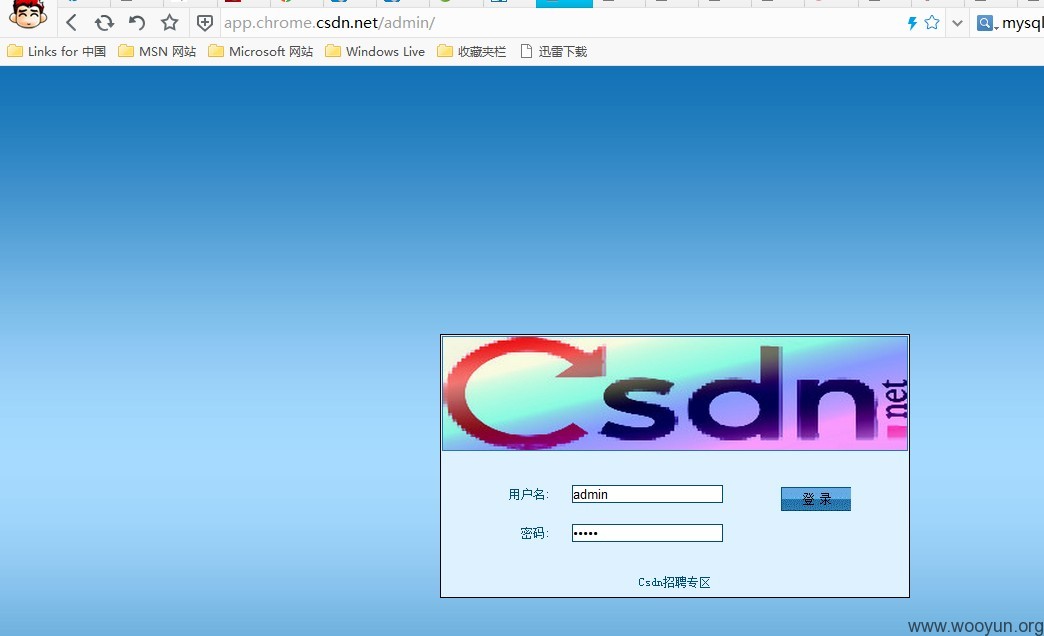 app.chrome.csdn.net/admin/
mysql
Links for 中国 MSN 网站 Microsoft 网站 Windows Live 收藏夹栏 迅雷下载
Csdn.net
用户名: admin 登 录
密码: •••••
Csdn招聘专区
www.wooyun.org